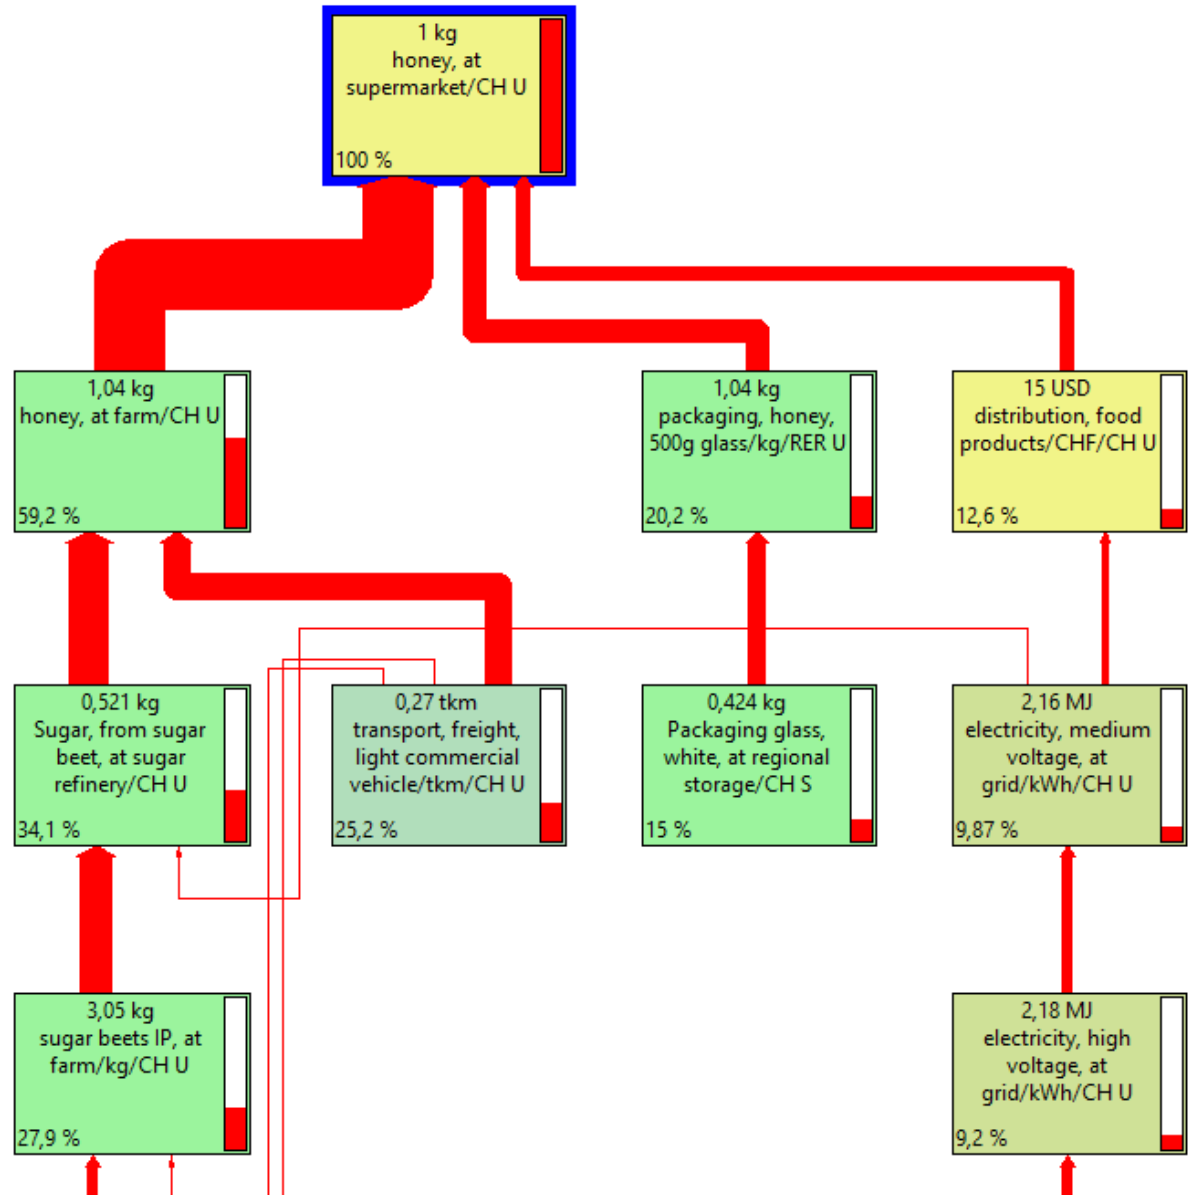 1 kg
honey, at
supermarket/CH U
100 %
1,04 kg
honey, at farm/CH U
59,2 %
1,04 kg
packaging, honey,
500g glass/kg/RER U
20,2 %
15 USD
distribution, food
products/CHF/CH U
12,6 %
0,521 kg
Sugar, from sugar
beet, at sugar
refinery/CH U
34,1 %
0,27 tkm
transport, freight,
light commercial
vehicle/tkm/CH U
25,2 %
0,424 kg
Packaging glass,
white, at regional
storage/CH S
15 %
2,16 MJ
electricity, medium
voltage, at
grid/kWh/CH U
9,87 %
3,05 kg
sugar beets IP, at
farm/kg/CH U
27,9 %
2,18 MJ
electricity, high
voltage, at
grid/kWh/CH U
9,2 %